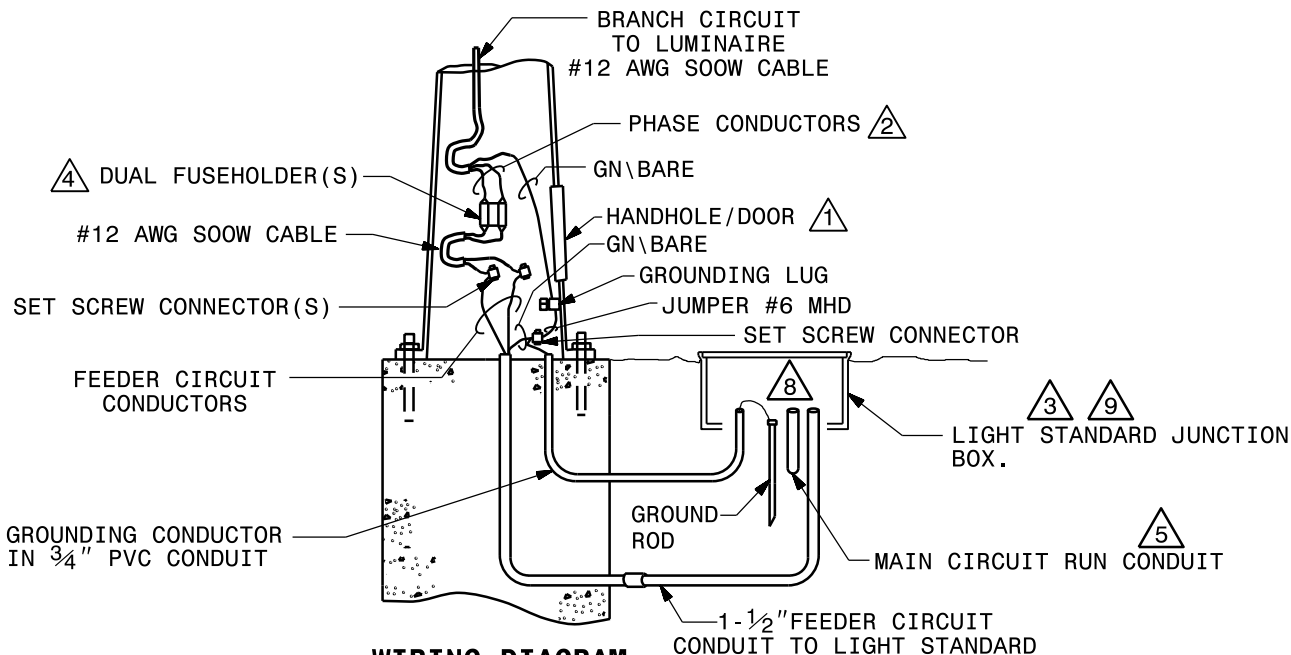 BRANCH CIRCUIT
TO LUMINAIRE
#12 AWG SOOW CABLE
PHASE CONDUCTORS 2
4 DUAL FUSEHOLDER(S)
GN\BARE
#12 AWG SOOW CABLE
HANDHOLE/DOOR 1
GN\BARE
GROUNDING LUG
SET SCREW CONNECTOR(S)
JUMPER #6 MHD
SET SCREW CONNECTOR
FEEDER CIRCUIT
CONDUCTORS
8
3 9
LIGHT STANDARD JUNCTION
BOX.
GROUNDING CONDUCTOR
IN 3/4" PVC CONDUIT
GROUND
ROD
5
MAIN CIRCUIT RUN CONDUIT
1-1/2"FEEDER CIRCUIT
CONDUIT TO LIGHT STANDARD
WIRING DIAGRAM